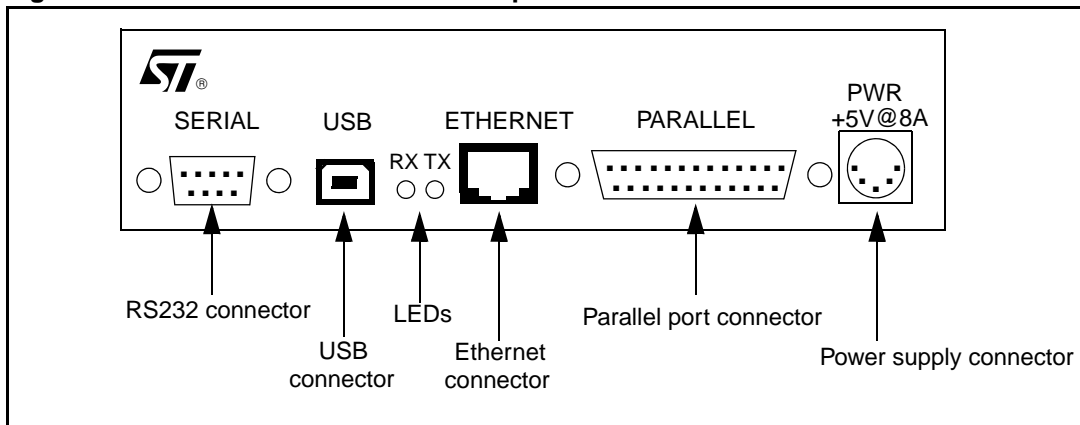 ST®
PWR
SERIAL USB ETHERNET PARALLEL +5V@8A
RX TX
RS232 connector
LEDs
Parallel port connector
USB
connector
Ethernet
connector
Power supply connector